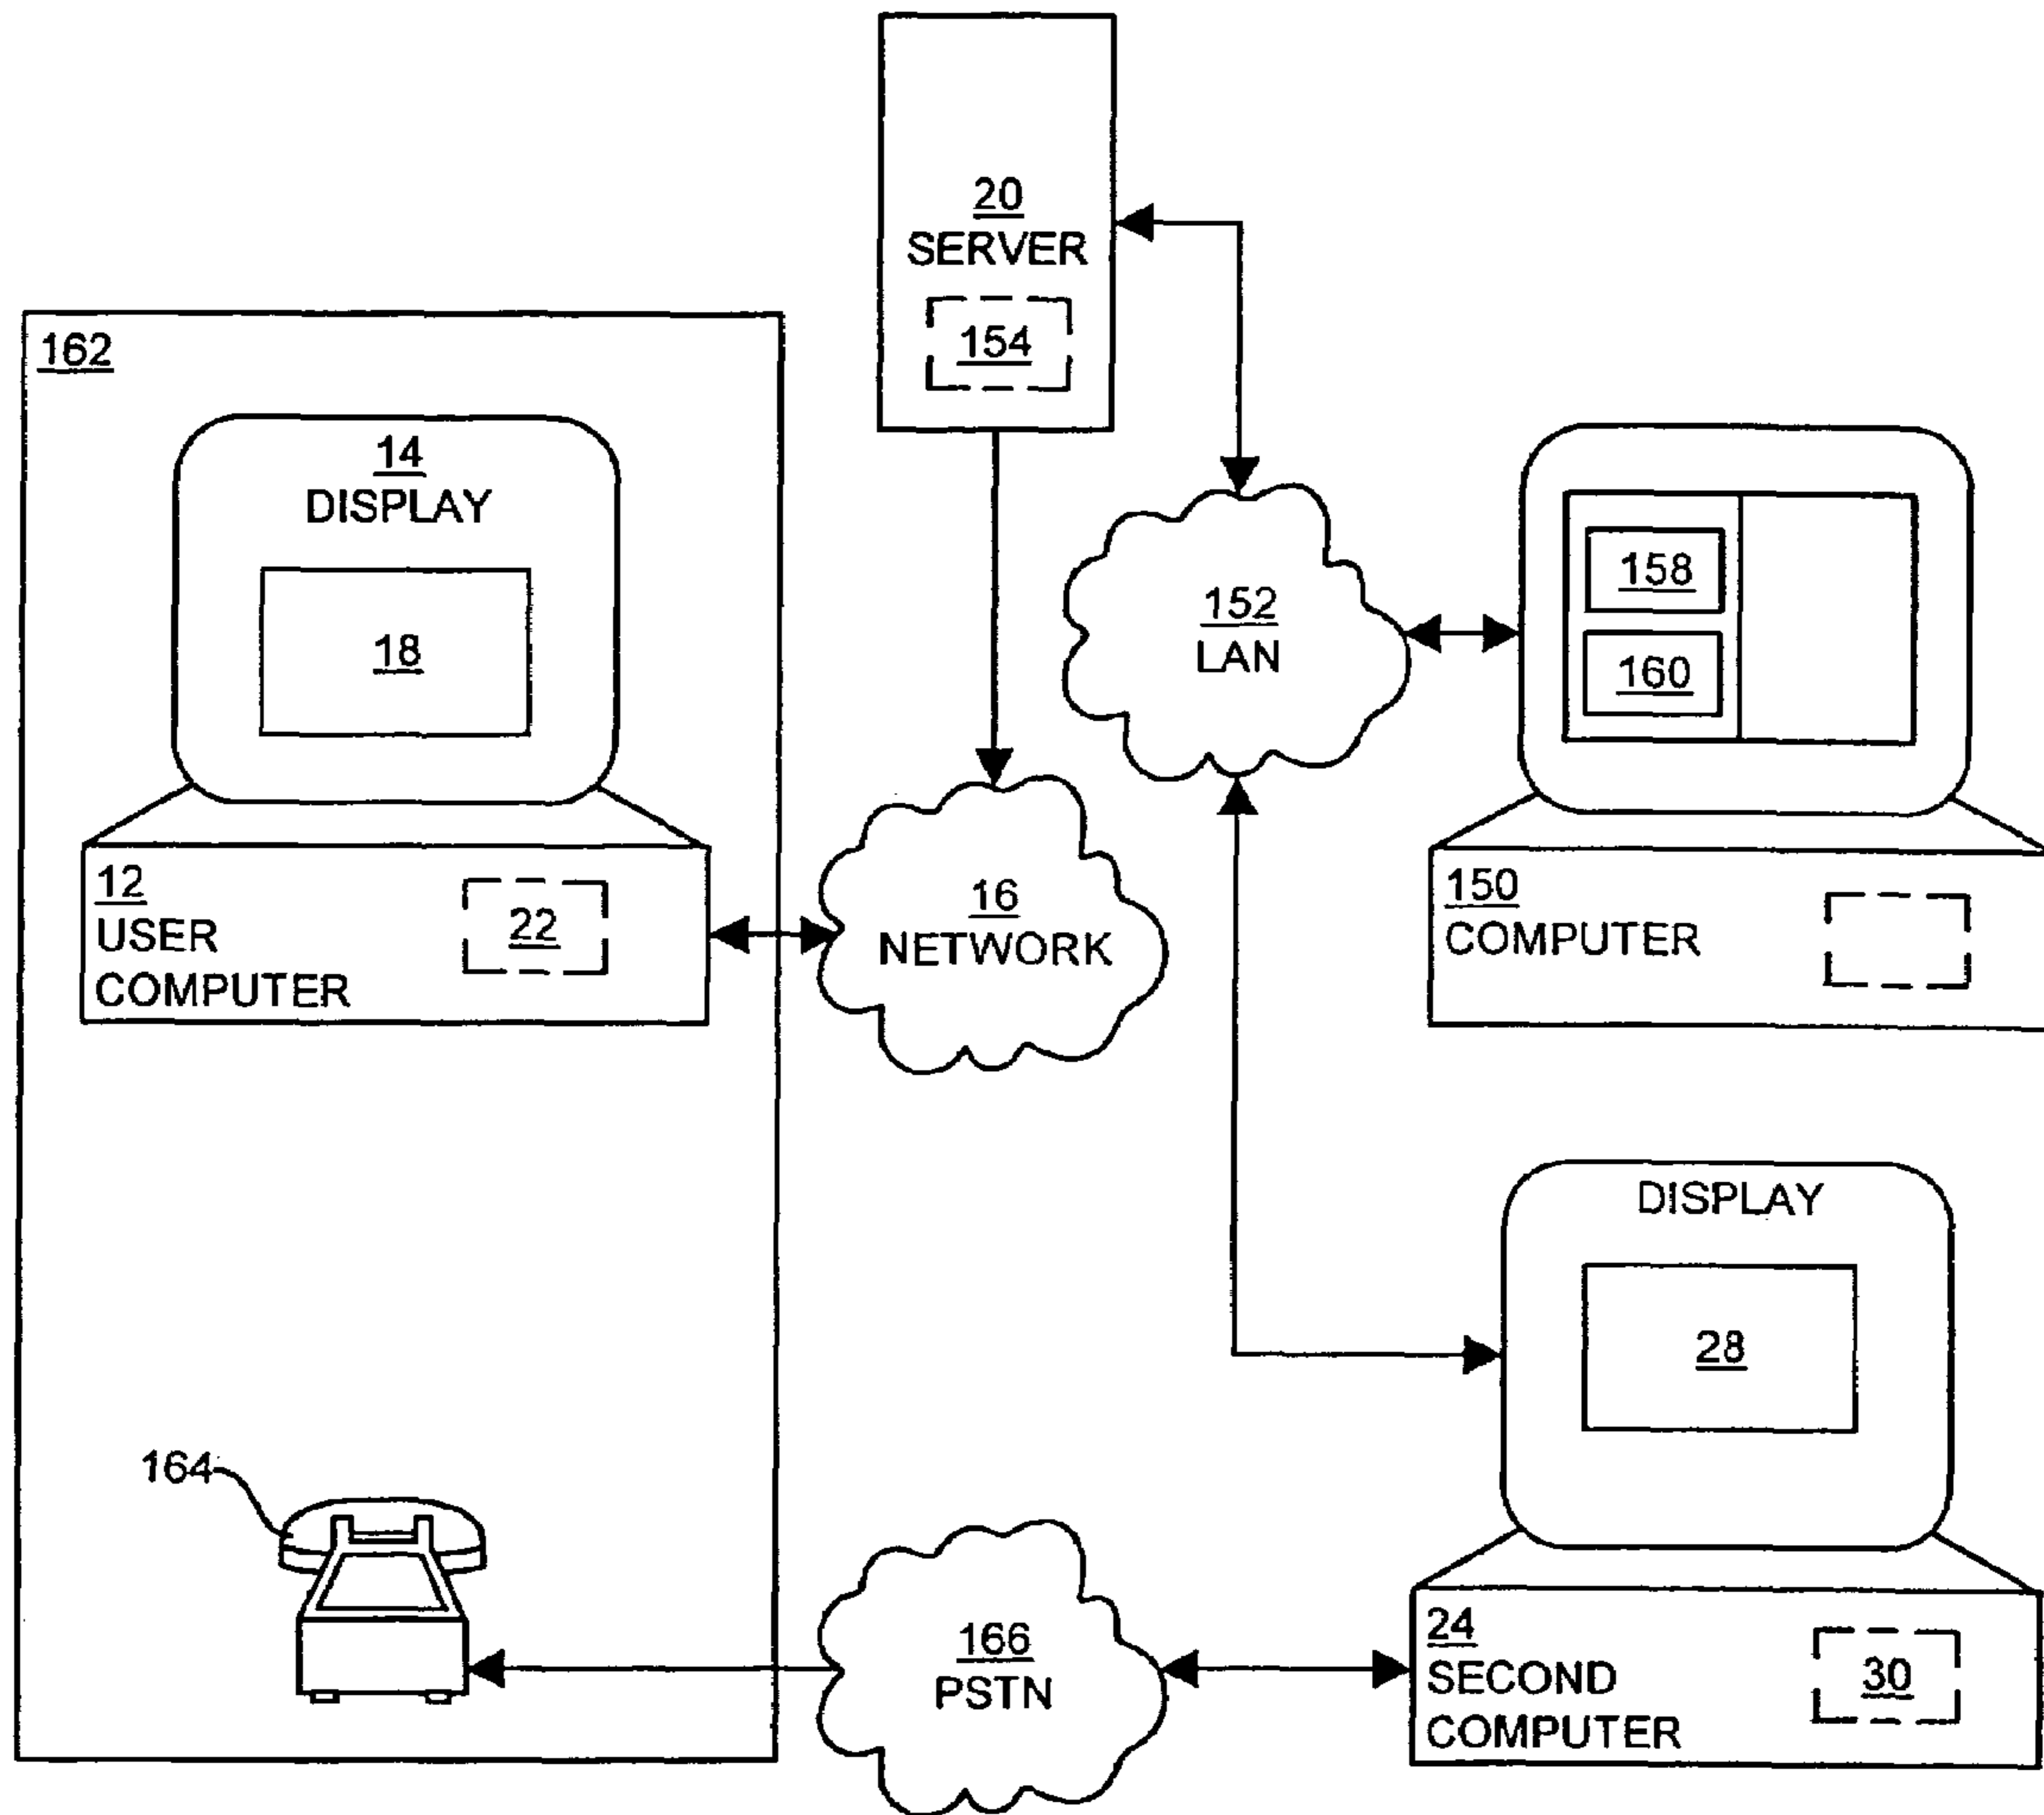 20
SERVER
154
162
14
DISPLAY
18
12
USER
COMPUTER
22
16
NETWORK
152
LAN
158
160
150
COMPUTER
DISPLAY
28
24
SECOND
COMPUTER
30
164
166
PSTN